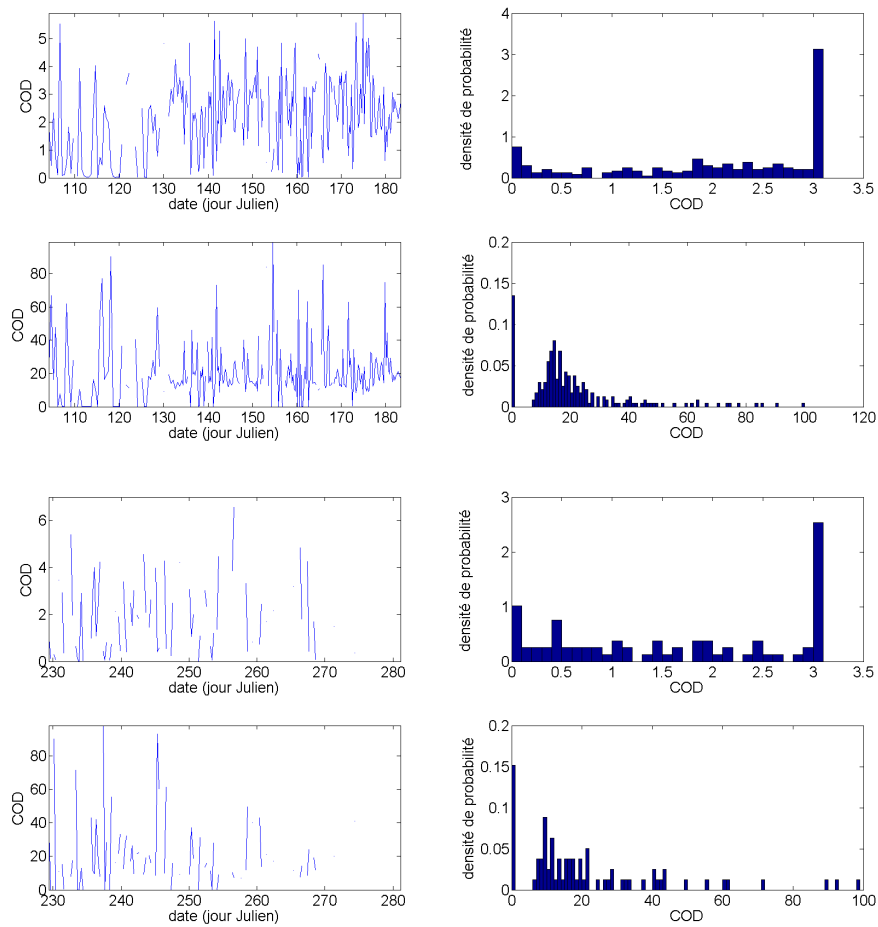 COD
5
4
3
2
1
0
110 120 130 140 150 160 170 180
date (jour Julien)
densité de probabilité
4
3
2
1
0
0 0.5 1 1.5 2 2.5 3 3.5
COD
COD
80
60
40
20
0
110 120 130 140 150 160 170 180
date (jour Julien)
densité de probabilité
0.2
0.15
0.1
0.05
0
0 20 40 60 80 100 120
COD
COD
6
4
2
0
230 240 250 260 270 280
date (jour Julien)
densité de probabilité
3
2
1
0
0 0.5 1 1.5 2 2.5 3 3.5
COD
COD
80
60
40
20
0
230 240 250 260 270 280
date (jour Julien)
densité de probabilité
0.2
0.15
0.1
0.05
0
0 20 40 60 80 100
COD